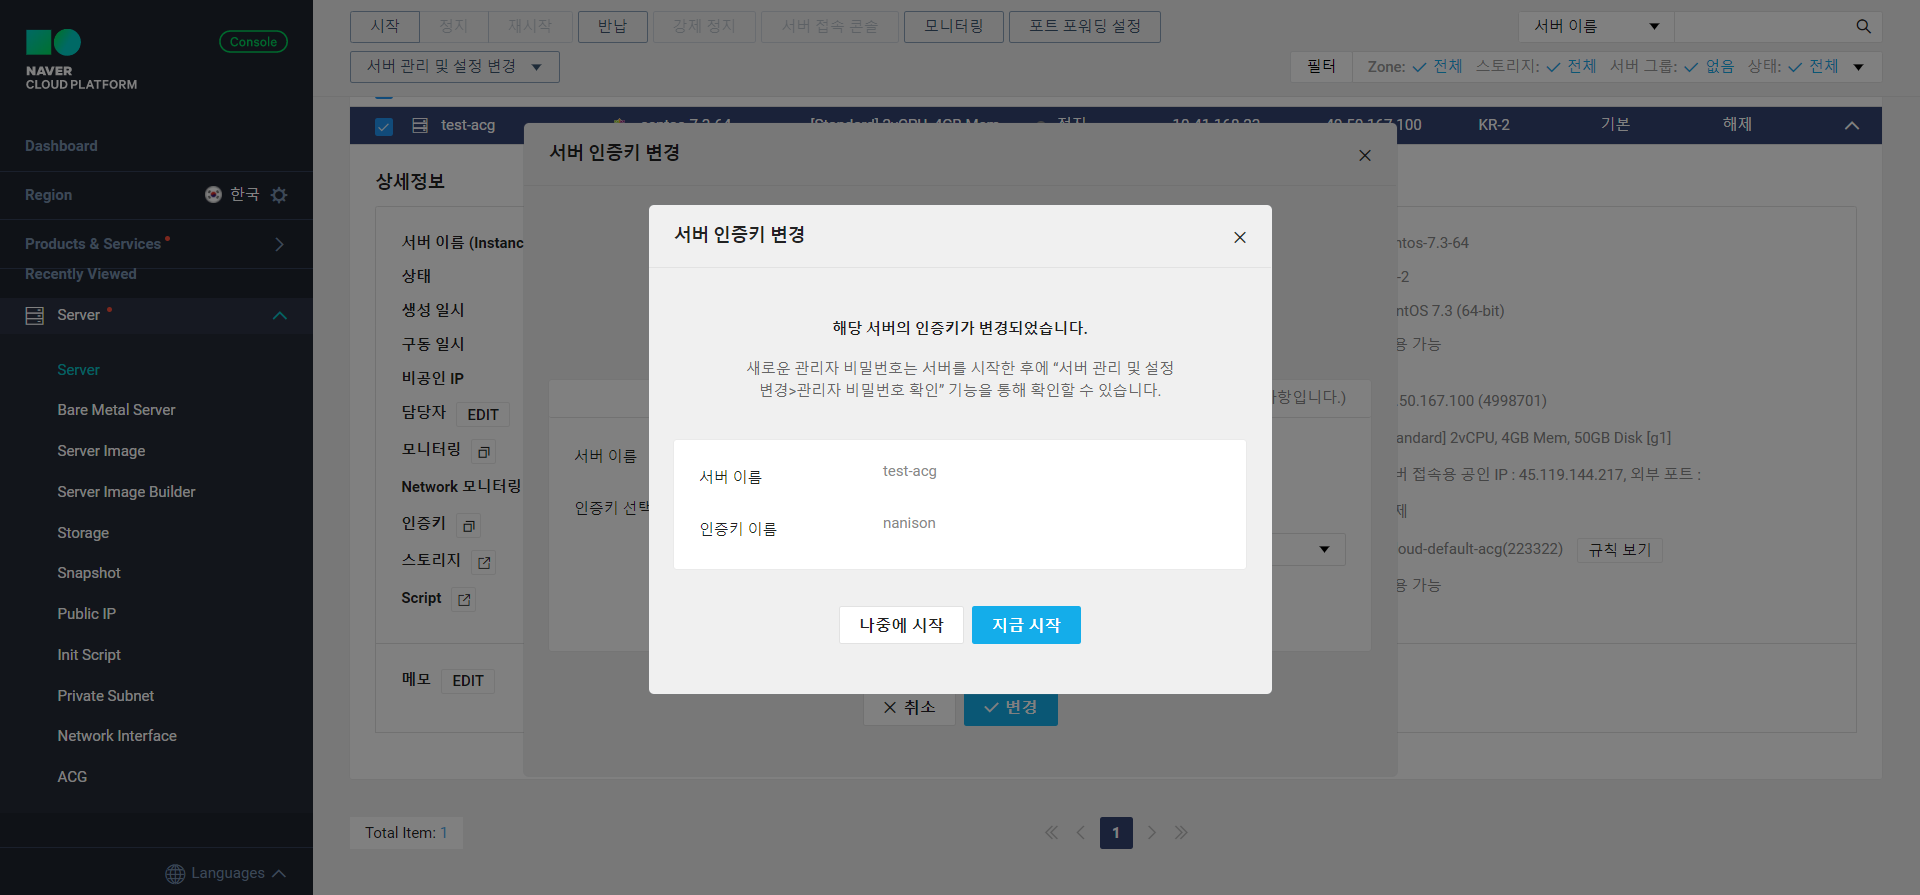 NAVER
CLOUD PLATFORM
Console
Dashboard
Region 한국
Products & Services
Recently Viewed
Server
Server
Bare Metal Server
Server Image
Server Image Builder
Storage
Snapshot
Public IP
Init Script
Private Subnet
Network Interface
ACG
Languages
시작 정지 재시작 반납 강제 정지 서버 접속 콘솔 모니터링 포트 포워딩 설정
서버 이름
서버 관리 및 설정 변경
필터 Zone: 전체 스토리지: 전체 서버 그룹: 없음 상태: 전체
test-acg centos-7.3-64 [Standard] 2vCPU, 4GB Mem 정지 KR-2 기본 해제
상세정보
서버 이름 (Instanc
상태
생성 일시
구동 일시
비공인 IP
담당자 EDIT
모니터링
Network 모니터링
인증키
스토리지
Script
메모 EDIT
ntos-7.3-64
-2
ntOS 7.3 (64-bit)
용 가능
.50.167.100 (4998701)
andard] 2vCPU, 4GB Mem, 50GB Disk [g1]
버 접속용 공인 IP : 45.119.144.217, 외부 포트 :
제
oud-default-acg(223322) 규칙 보기
용 가능
서버 인증키 변경
사항입니다.)
서버 이름
인증키 선택
취소 변경
서버 인증키 변경
해당 서버의 인증키가 변경되었습니다.
새로운 관리자 비밀번호는 서버를 시작한 후에 “서버 관리 및 설정
변경>관리자 비밀번호 확인” 기능을 통해 확인할 수 있습니다.
서버 이름 test-acg
인증키 이름 nanison
나중에 시작 지금 시작
Total Item: 1
1